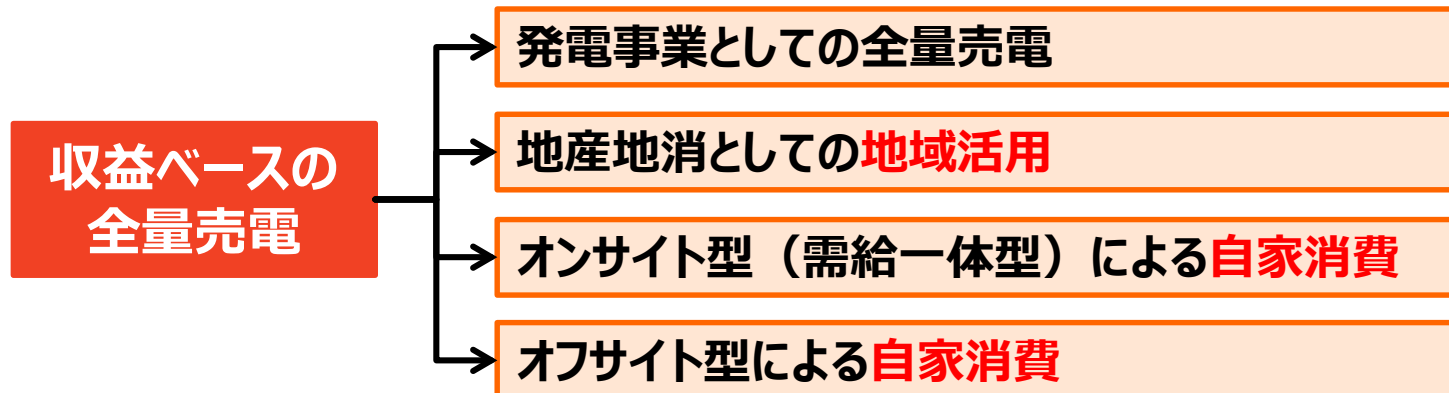 収益ベースの
全量売電
発電事業としての全量売電
地産地消としての地域活用
オンサイト型（需給一体型）による自家消費
オフサイト型による自家消費